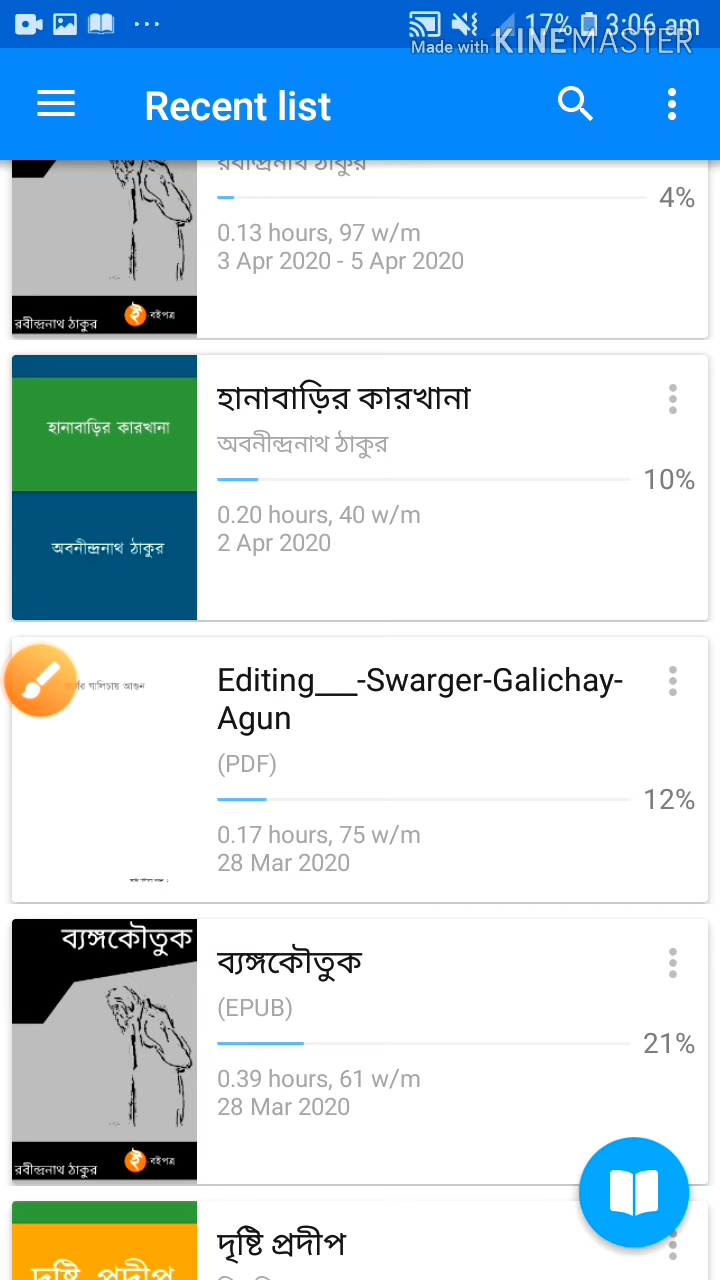 17% 3:06 am
Made with KINEMASTER
Recent list
রবীন্দ্রনাথ ঠাকুর
4%
0.13 hours, 97 w/m
3 Apr 2020 - 5 Apr 2020
রবীন্দ্রনাথ ঠাকুর
ই বইপত্র
হানাবাড়ির কারখানা
হানাবাড়ির কারখানা
অবনীন্দ্রনাথ ঠাকুর
10%
0.20 hours, 40 w/m
2 Apr 2020
অবনীন্দ্রনাথ ঠাকুর
Editing___-Swarger-Galichay-
Agun
গালিচায় আগুন
(PDF)
12%
0.17 hours, 75 w/m
28 Mar 2020
ব্যঙ্গকৌতুক
ব্যঙ্গকৌতুক
(EPUB)
21%
0.39 hours, 61 w/m
28 Mar 2020
রবীন্দ্রনাথ ঠাকুর
ই বইপত্র
দৃষ্টি প্রদীপ
দৃষ্টি প্রদীপ